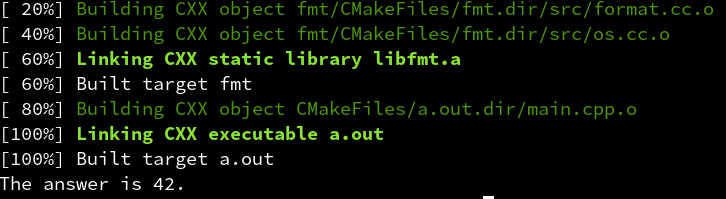 [ 20%] Building CXX object fmt/CMakeFiles/fmt.dir/src/format.cc.o
[ 40%] Building CXX object fmt/CMakeFiles/fmt.dir/src/os.cc.o
[ 60%] Linking CXX static library libfmt.a
[ 60%] Built target fmt
[ 80%] Building CXX object CMakeFiles/a.out.dir/main.cpp.o
[100%] Linking CXX executable a.out
[100%] Built target a.out
The answer is 42.